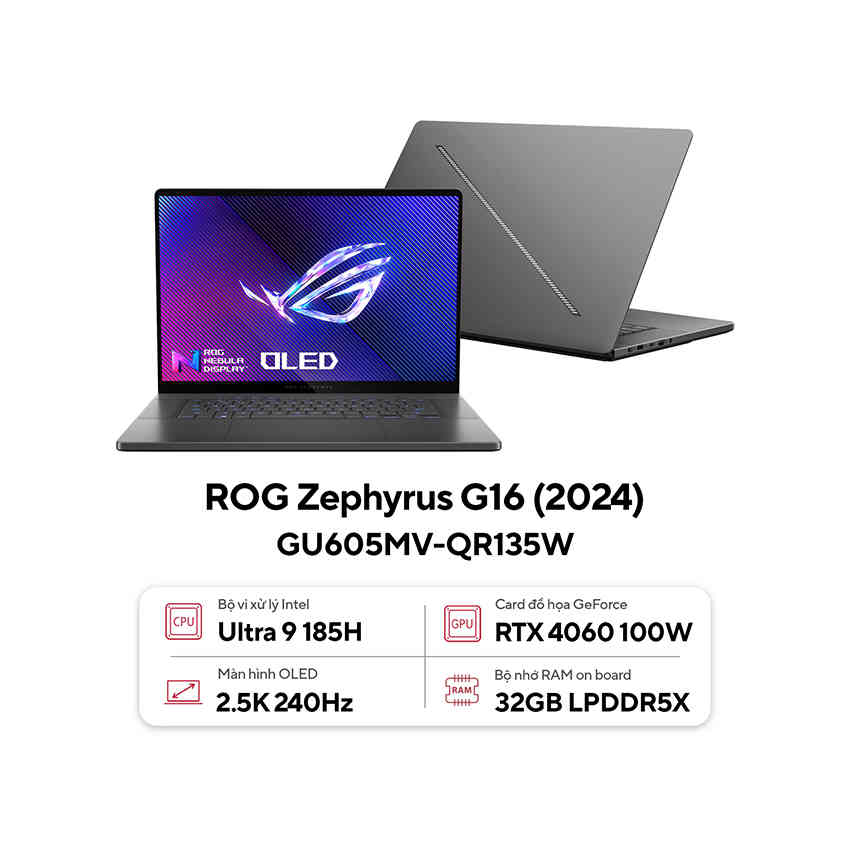 ROG
NEBULA
DISPLAY
OLED
ROG Zephyrus G16 (2024)
GU605MV-QR135W
CPU
Bộ vi xử lý Intel
Ultra 9 185H
GPU
Card đồ họa GeForce
RTX 4060 100W
Màn hình OLED
2.5K 240Hz
RAM
Bộ nhớ RAM on board
32GB LPDDR5X